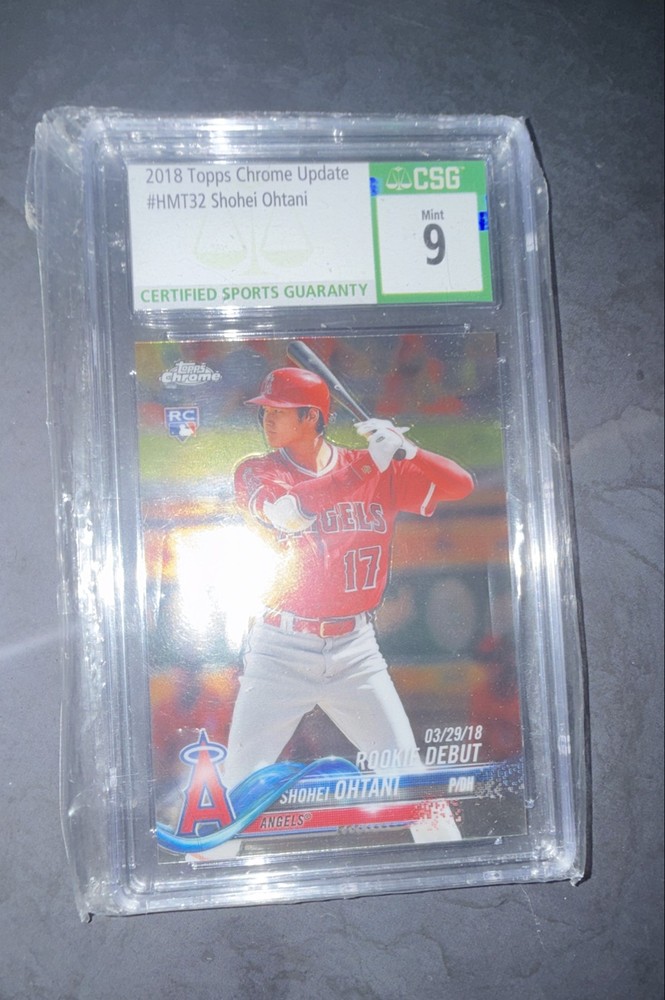 2018 Topps Chrome Update
#HMT32 Shohei Ohtani
CERTIFIED SPORTS GUARANTY
CSG
Mint
9
Topps
Chrome
RC
ANGELS
17
03/29/18
ROOKIE DEBUT
SHOHEI OHTANI
P/DH
A
ANGELS